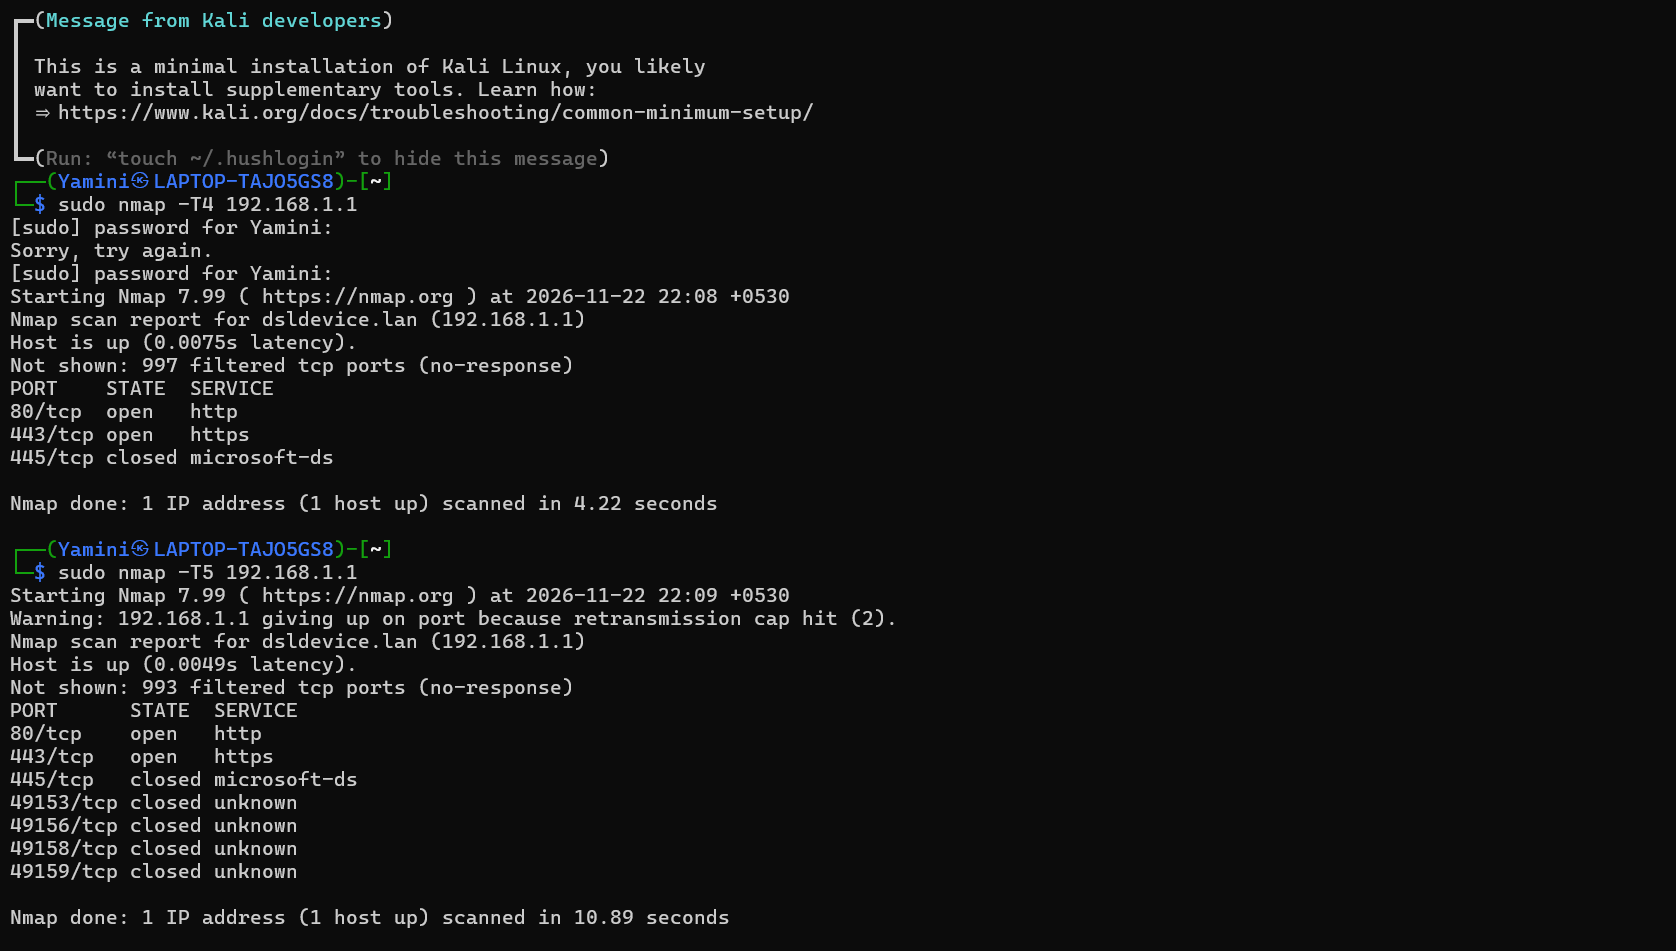 ┌──(Message from Kali developers)
│
│ This is a minimal installation of Kali Linux, you likely
│ want to install supplementary tools. Learn how:
│ ⇒ https://www.kali.org/docs/troubleshooting/common-minimum-setup/
│
└──(Run: “touch ~/.hushlogin” to hide this message)
┌──(Yamini㉿LAPTOP-TAJO5GS8)-[~]
└─$ sudo nmap -T4 192.168.1.1
[sudo] password for Yamini:
Sorry, try again.
[sudo] password for Yamini:
Starting Nmap 7.99 ( https://nmap.org ) at 2026-11-22 22:08 +0530
Nmap scan report for dsldevice.lan (192.168.1.1)
Host is up (0.0075s latency).
Not shown: 997 filtered tcp ports (no-response)
PORT    STATE  SERVICE
80/tcp  open   http
443/tcp open   https
445/tcp closed microsoft-ds

Nmap done: 1 IP address (1 host up) scanned in 4.22 seconds

┌──(Yamini㉿LAPTOP-TAJO5GS8)-[~]
└─$ sudo nmap -T5 192.168.1.1
Starting Nmap 7.99 ( https://nmap.org ) at 2026-11-22 22:09 +0530
Warning: 192.168.1.1 giving up on port because retransmission cap hit (2).
Nmap scan report for dsldevice.lan (192.168.1.1)
Host is up (0.0049s latency).
Not shown: 993 filtered tcp ports (no-response)
PORT      STATE  SERVICE
80/tcp    open   http
443/tcp   open   https
445/tcp   closed microsoft-ds
49153/tcp closed unknown
49156/tcp closed unknown
49158/tcp closed unknown
49159/tcp closed unknown

Nmap done: 1 IP address (1 host up) scanned in 10.89 seconds